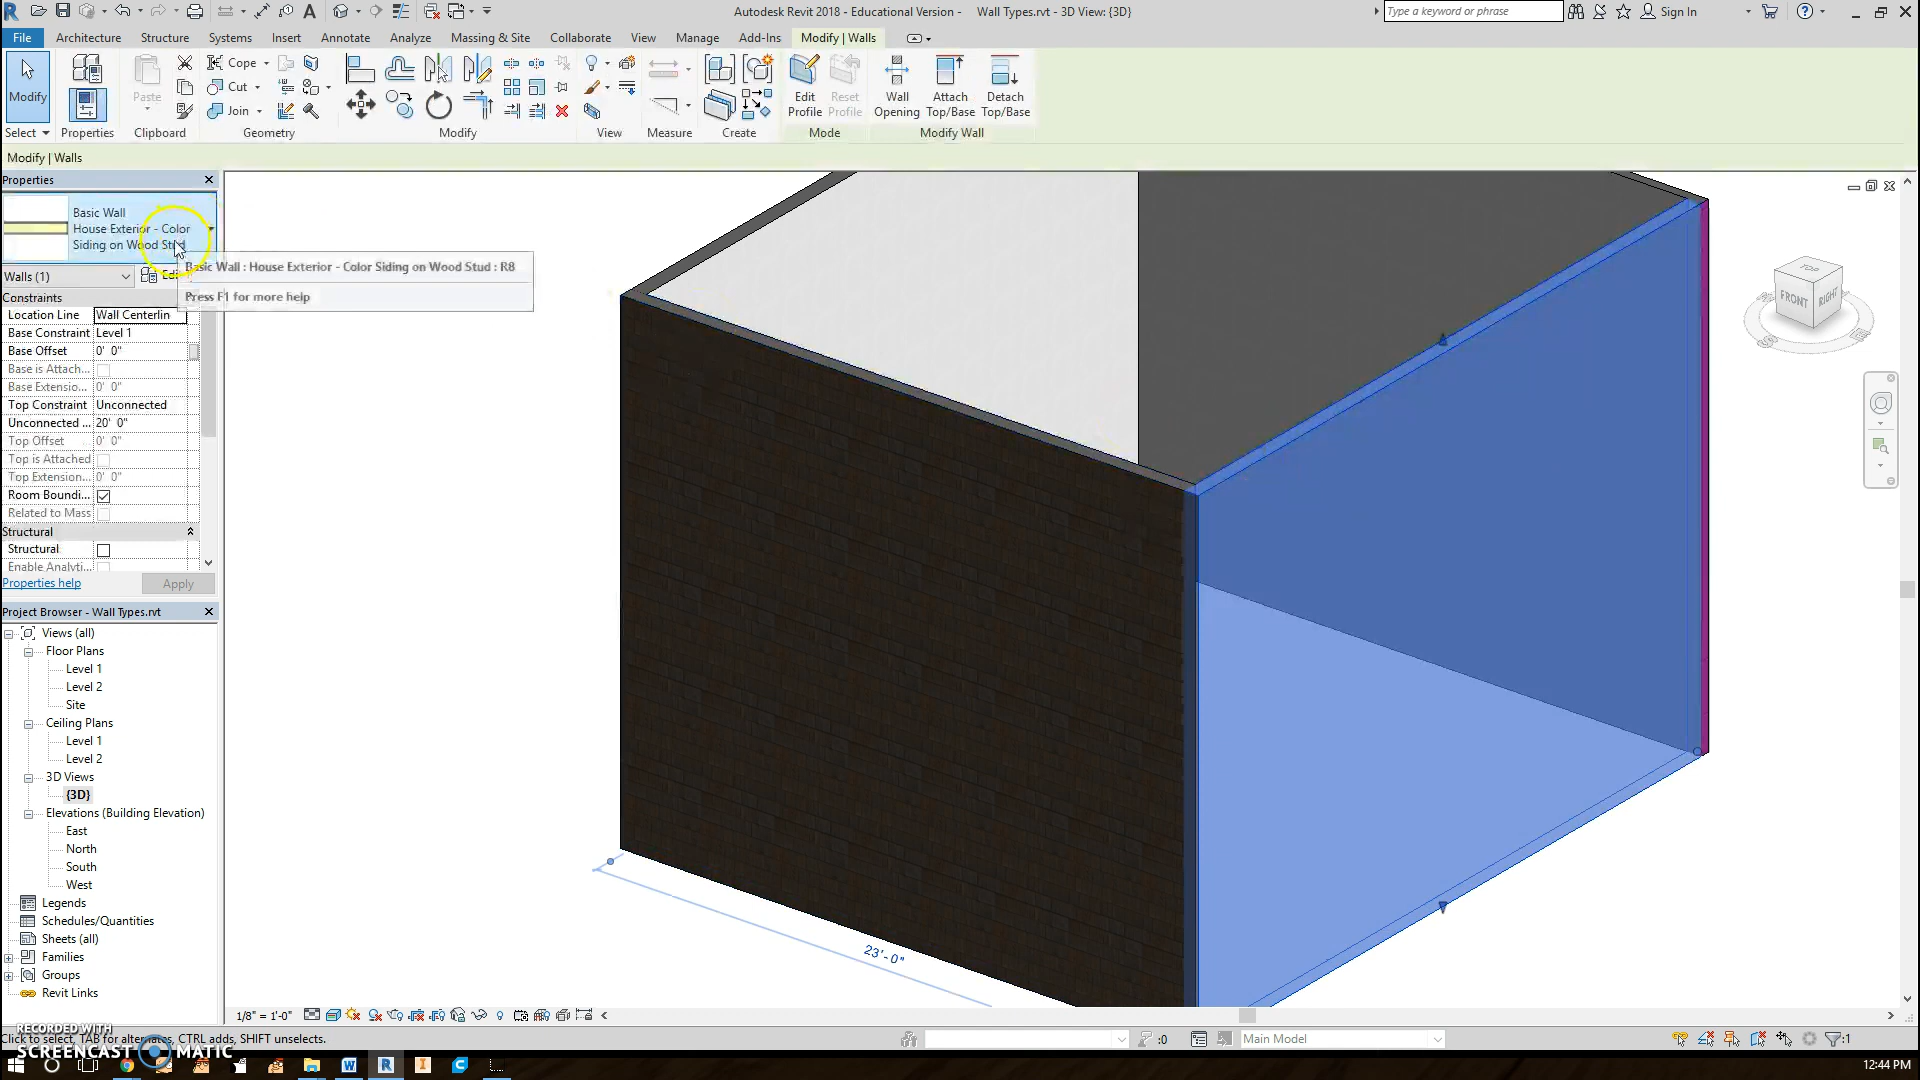 Autodesk Revit 2018 - Educational Version - Wall Types.rvt - 3D View: {3D}
Type a keyword or phrase
Sign In
File Architecture Structure Systems Insert Annotate Analyze Massing & Site Collaborate View Manage Add-Ins Modify | Walls
Modify
Paste
Cope
Cut
Join
Edit Profile
Reset Profile
Wall Opening
Attach Top/Base
Detach Top/Base
Select Properties Clipboard Geometry Modify View Measure Create Mode Modify Wall
Modify | Walls
Properties
Basic Wall
House Exterior - Color
Siding on Wood Stud
Walls (1)
Basic Wall : House Exterior - Color Siding on Wood Stud : R8
Press F1 for more help
Constraints
Location Line Wall Centerlin
Base Constraint Level 1
Base Offset 0' 0"
Base is Attach...
Base Extensio... 0' 0"
Top Constraint Unconnected
Unconnected ... 20' 0"
Top Offset 0' 0"
Top is Attached
Top Extension... 0' 0"
Room Boundi...
Related to Mass
Structural
Structural
Enable Analyti...
Properties help Apply
Project Browser - Wall Types.rvt
Views (all)
Floor Plans
Level 1
Level 2
Site
Ceiling Plans
Level 1
Level 2
3D Views
{3D}
Elevations (Building Elevation)
East
North
South
West
Legends
Schedules/Quantities
Sheets (all)
Families
Groups
Revit Links
TOP
FRONT
RIGHT
S
E
23' - 0"
1/8" = 1'-0"
Click to select, TAB for alternates, CTRL adds, SHIFT unselects.
:0
Main Model
:1
RECORDED WITH
SCREENCAST MATIC
12:44 PM